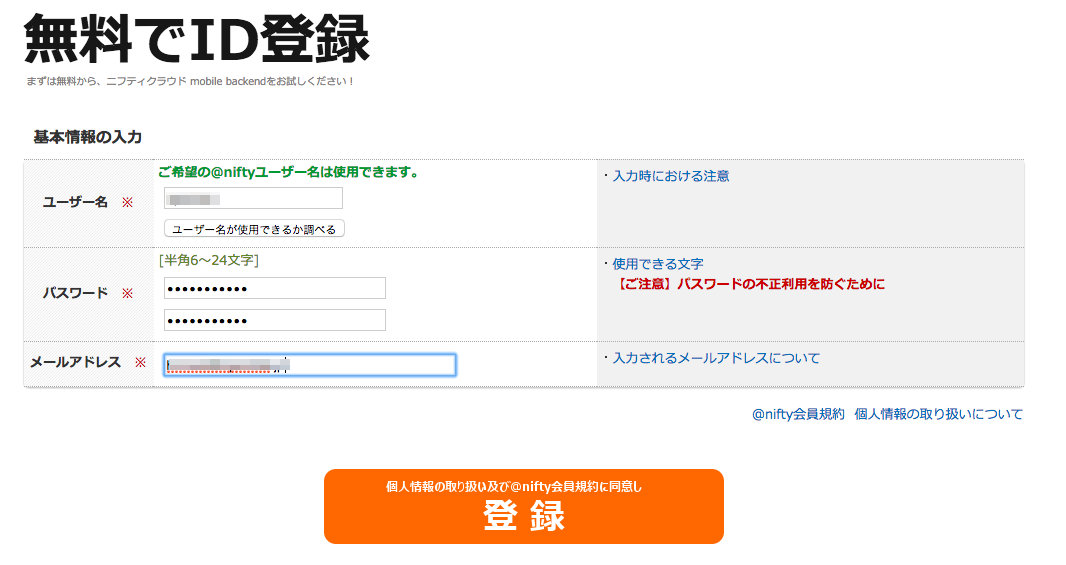 無料でID登録
まずは無料から、ニフティクラウド mobile backendをお試しください!
基本情報の入力
ご希望の@niftyユーザー名は使用できます。
ユーザー名 ※
ユーザー名が使用できるか調べる
・入力時における注意
[半角6~24文字]
パスワード ※
●●●●●●●●●●●
●●●●●●●●●●●
・使用できる文字
【ご注意】パスワードの不正利用を防ぐために
メールアドレス ※
・入力されるメールアドレスについて
@nifty会員規約 個人情報の取り扱いについて
個人情報の取り扱い及び@nifty会員規約に同意し
登 録